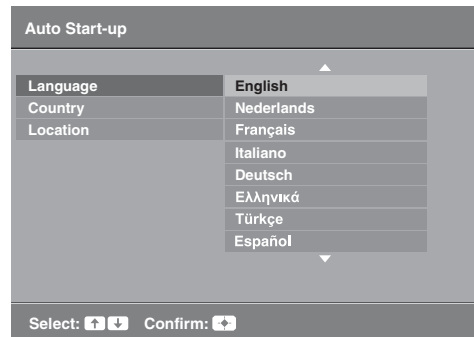 Auto Start-up
Language
Country
Location
English
Nederlands
Français
Italiano
Deutsch
Ελληνικά
Türkçe
Español
Select: Confirm: